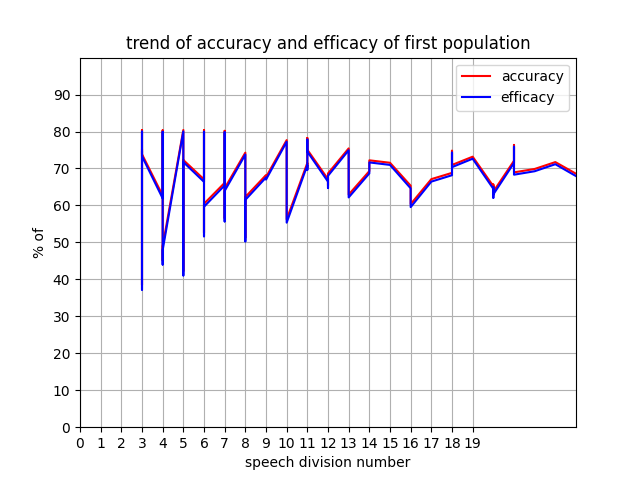 trend of accuracy and efficacy of first population
accuracy
efficacy
% of
90
80
70
60
50
40
30
20
10
0
0 1 2 3 4 5 6 7 8 9 10 11 12 13 14 15 16 17 18 19
speech division number